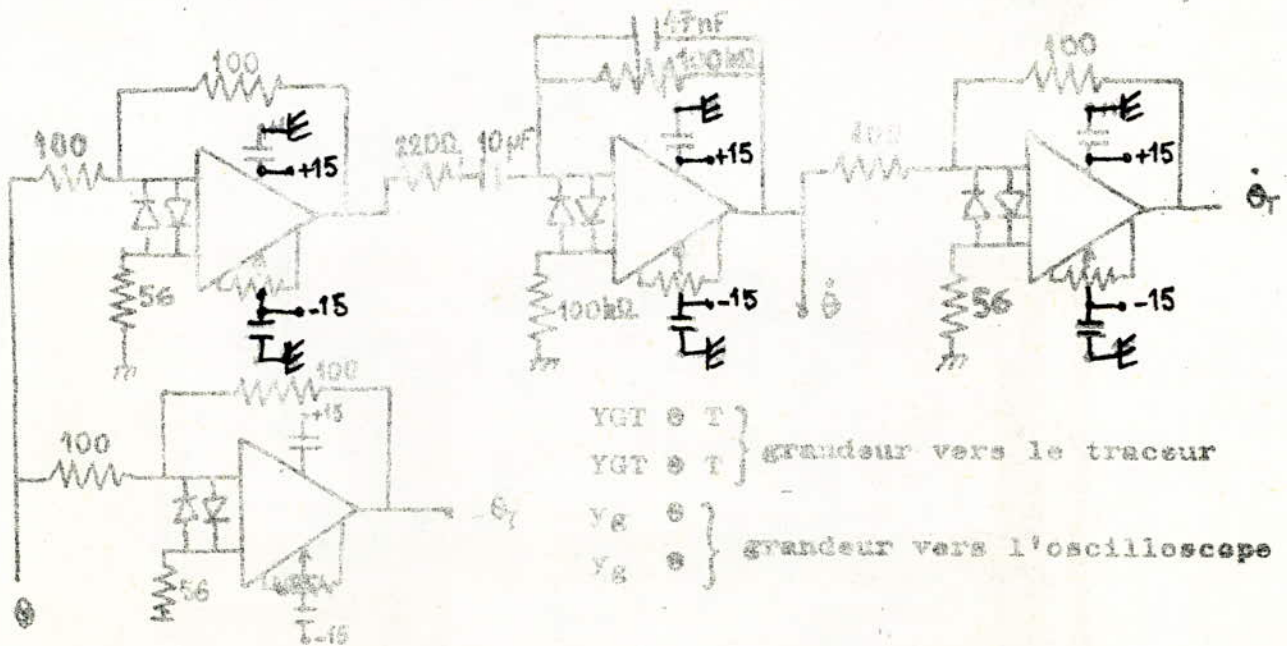 47nF
100kΩ
100
+15
100
56
-15
220Ω 10µF
+15
100kΩ
-15
θ̇
100
+15
56
-15
θ̇T
100
+15
100
56
-15
-θT
θ
YGT θ T
YGT θ̇ T
grandeur vers le traceur
yg θ
yg θ̇
grandeur vers l'oscilloscope